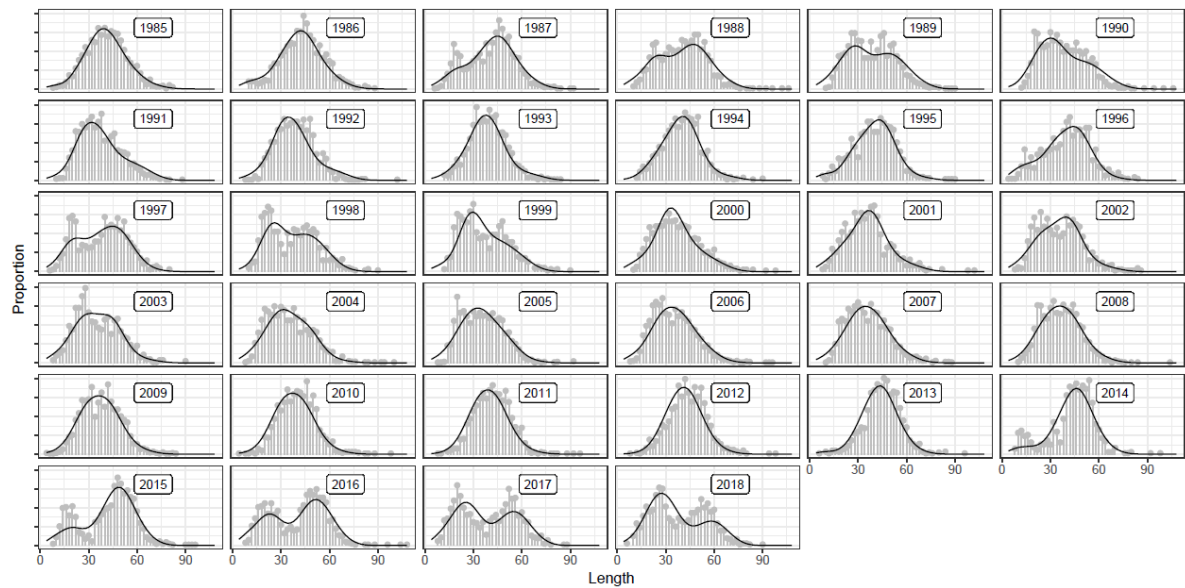 1985 1986 1987 1988 1989 1990
1991 1992 1993 1994 1995 1996
1997 1998 1999 2000 2001 2002
Proportion
2003 2004 2005 2006 2007 2008
2009 2010 2011 2012 2013 2014
0 30 60 90 0 30 60 90
2015 2016 2017 2018
0 30 60 90 0 30 60 90 0 30 60 90 0 30 60 90
Length